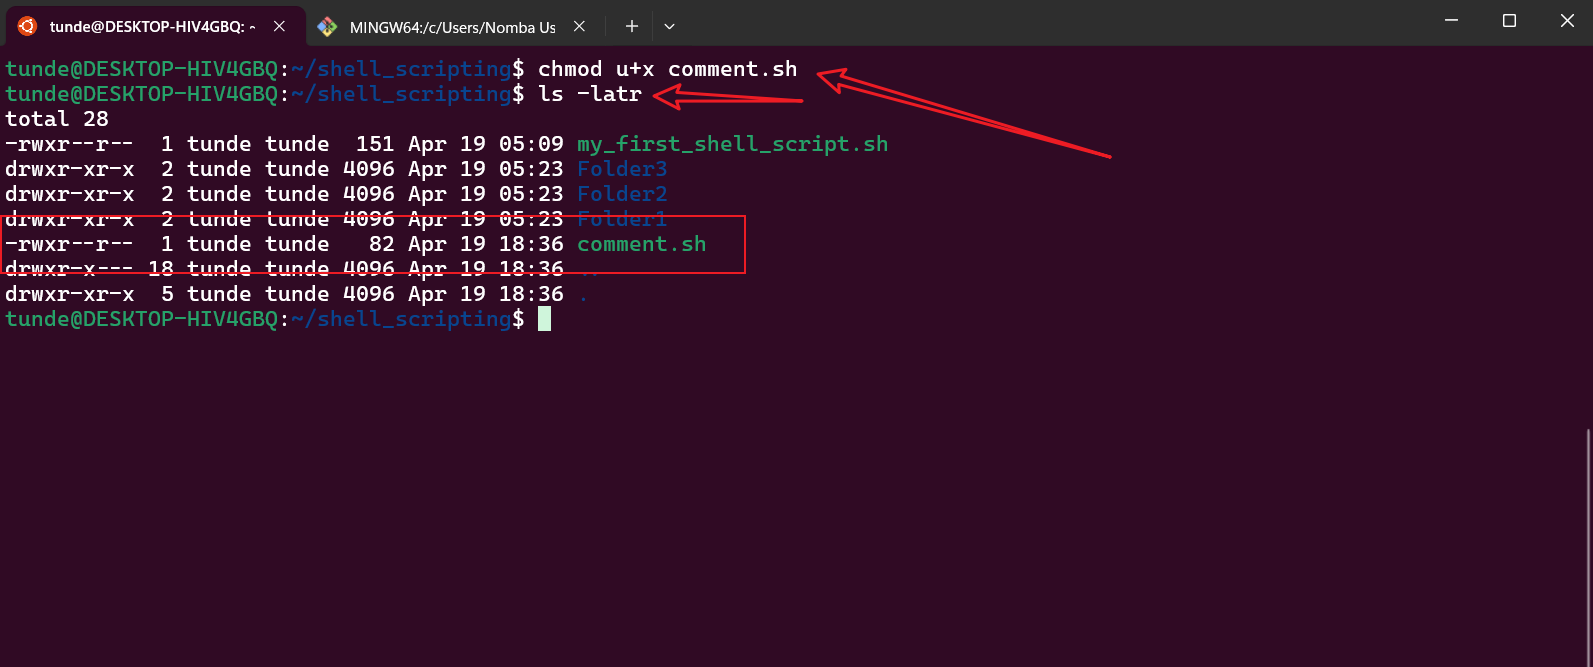 tunde@DESKTOP-HIV4GBQ: ~
MINGW64:/c/Users/Nomba Us
tunde@DESKTOP-HIV4GBQ:~/shell_scripting$ chmod u+x comment.sh
tunde@DESKTOP-HIV4GBQ:~/shell_scripting$ ls -latr
total 28
-rwxr--r--  1 tunde tunde  151 Apr 19 05:09 my_first_shell_script.sh
drwxr-xr-x  2 tunde tunde 4096 Apr 19 05:23 Folder3
drwxr-xr-x  2 tunde tunde 4096 Apr 19 05:23 Folder2
drwxr-xr-x  2 tunde tunde 4096 Apr 19 05:23 Folder1
-rwxr--r--  1 tunde tunde   82 Apr 19 18:36 comment.sh
drwxr-x--- 18 tunde tunde 4096 Apr 19 18:36 ..
drwxr-xr-x  5 tunde tunde 4096 Apr 19 18:36 .
tunde@DESKTOP-HIV4GBQ:~/shell_scripting$